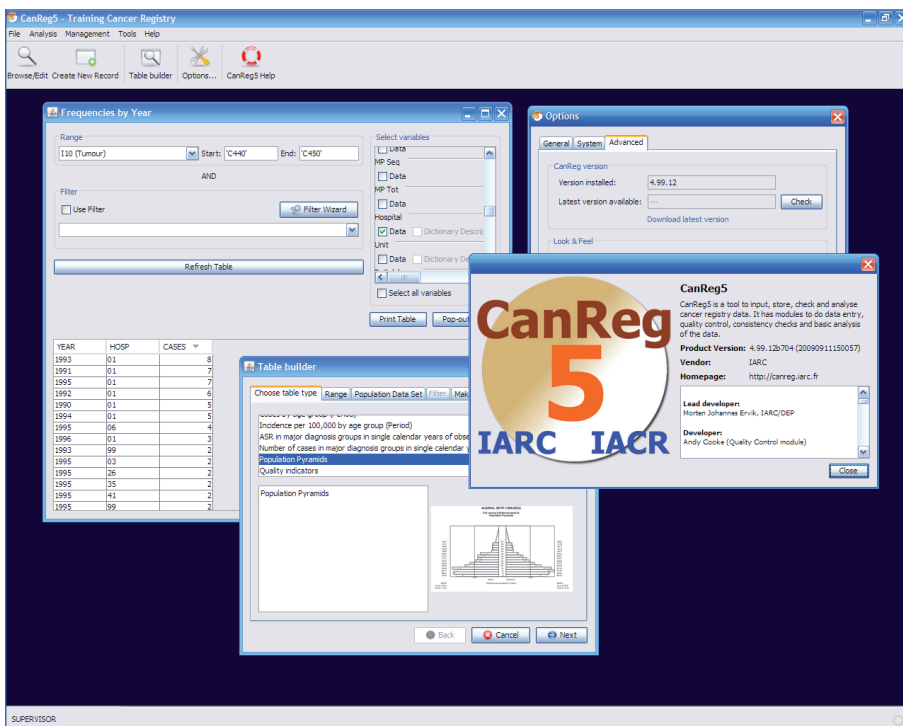 CanReg5 - Training Cancer Registry
File Analysis Management Tools Help
Browse/Edit Create New Record Table builder Options... CanReg5 Help
Frequencies by Year
Range
I10 (Tumour) Start: 'C440' End: 'C450'
AND
Filter
Use Filter Filter Wizard
Refresh Table
Select variables
Data
MP Seq
Data
MP Tot
Data
Hospital
Data Dictionary Descrip
Unit
Data Dictionary De
Select all variables
Print Table Pop-out
YEAR HOSP CASES
1993 01 8
1991 01 7
1995 01 7
1992 01 6
1990 01 5
1994 01 5
1995 06 4
1996 01 3
1993 99 2
1995 03 2
1995 26 2
1995 35 2
1995 41 2
1995 99 2
Options
General System Advanced
CanReg version
Version installed: 4.99.12
Latest version available: --- Check
Download latest version
Look & Feel
CanReg
5
IARC IACR
CanReg5
CanReg5 is a tool to input, store, check and analyse
cancer registry data. It has modules to do data entry,
quality control, consistency checks and basic analysis
of the data.
Product Version: 4.99.12b704 (20090911150057)
Vendor: IARC
Homepage: http://canreg.iarc.fr
Lead developer:
Morten Johannes Ervik, IARC/DEP
Developer:
Andy Cooke (Quality Control module)
Close
Table builder
Choose table type Range Population Data Set Filter Mak
Incidence per 100,000 by age group (Period)
ASR in major diagnosis groups in single calendar years of obse
Number of cases in major diagnosis groups in single calendar y
Population Pyramids
Quality indicators
Population Pyramids
Back Cancel Next
SUPERVISOR